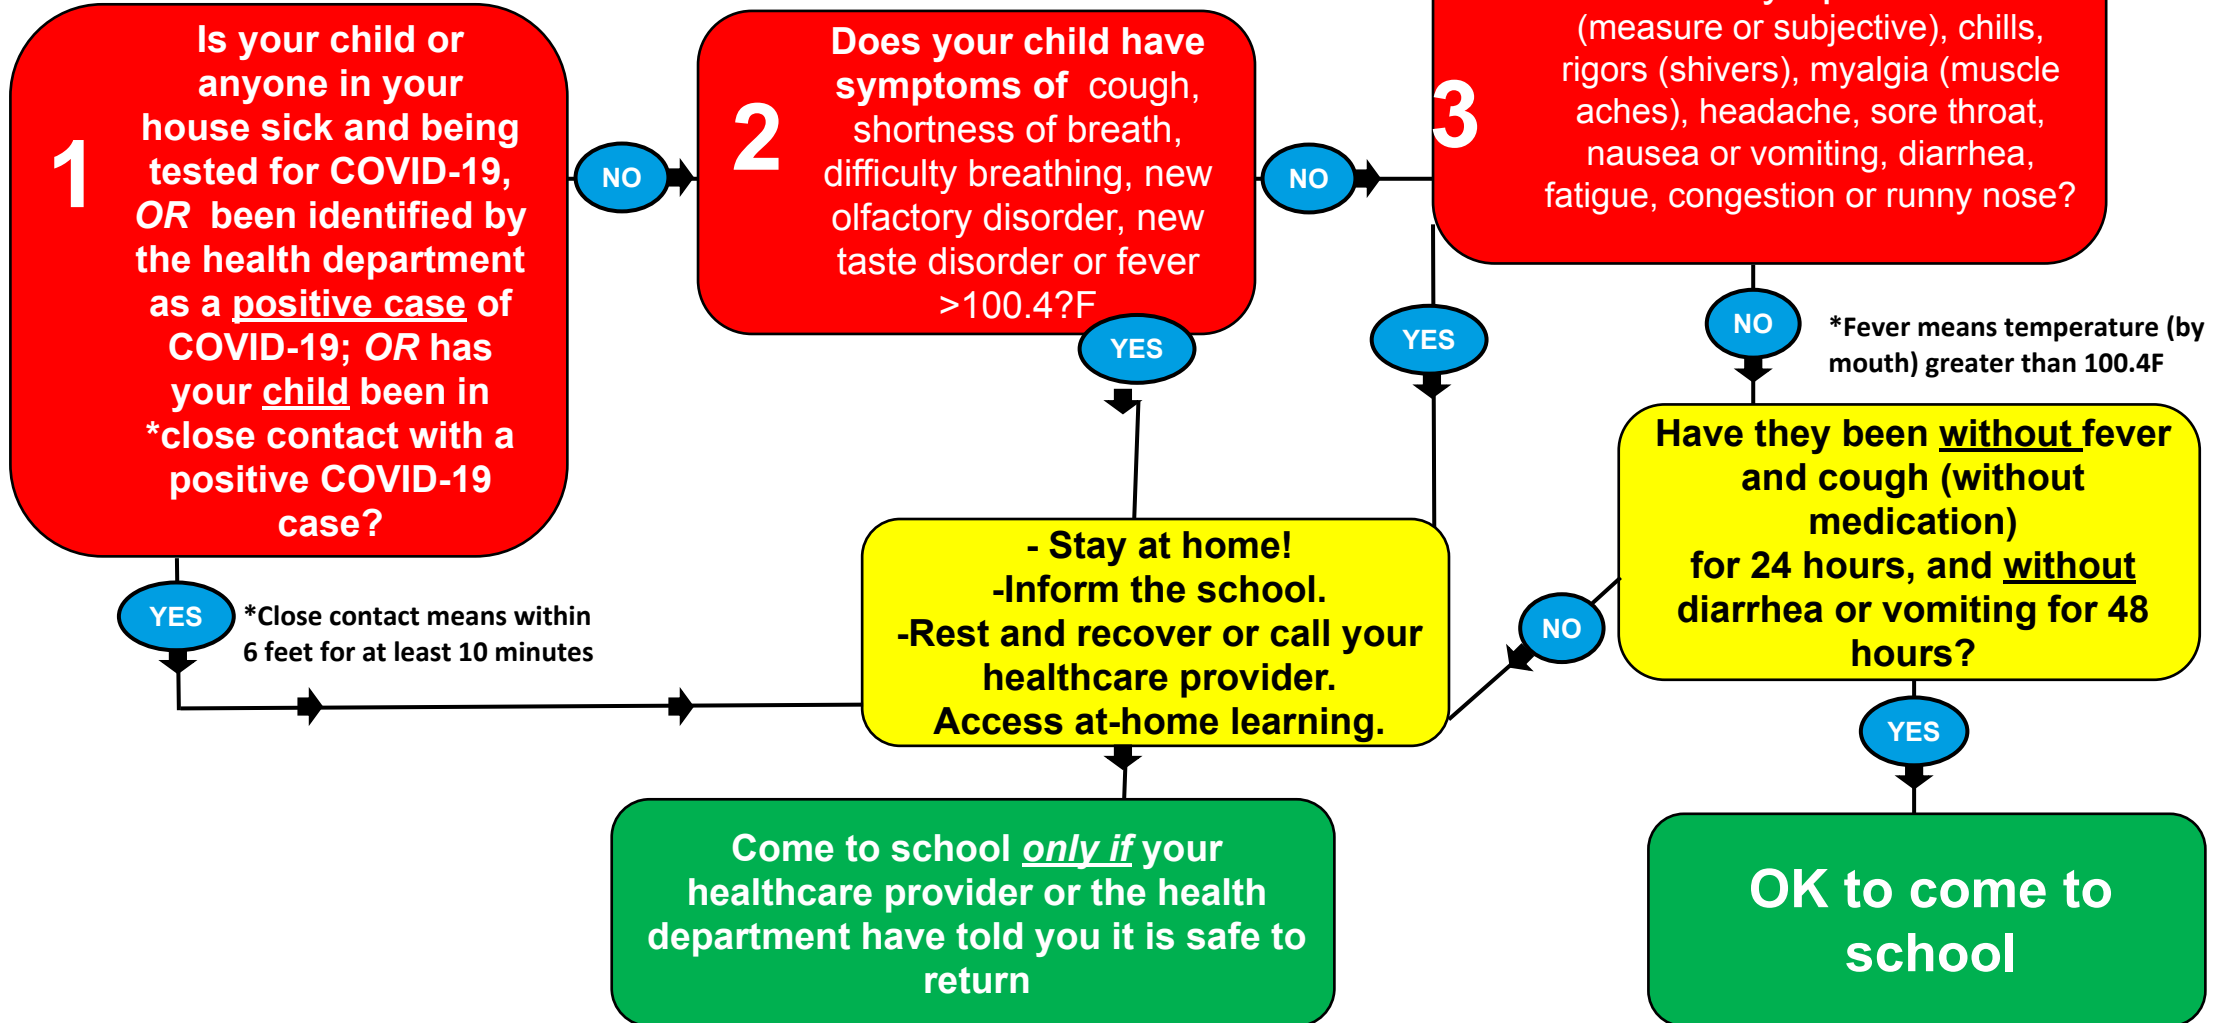 1
Is your child or
anyone in your
house sick and being
tested for COVID-19,
OR been identified by
the health department
as a positive case of
COVID-19; OR has
your child been in
*close contact with a
positive COVID-19
case?
NO
2
Does your child have
symptoms of cough,
shortness of breath,
difficulty breathing, new
olfactory disorder, new
taste disorder or fever
>100.4?F
NO
3
(measure or subjective), chills,
rigors (shivers), myalgia (muscle
aches), headache, sore throat,
nausea or vomiting, diarrhea,
fatigue, congestion or runny nose?
YES
YES
NO
*Fever means temperature (by
mouth) greater than 100.4F
YES
*Close contact means within
6 feet for at least 10 minutes
- Stay at home!
-Inform the school.
-Rest and recover or call your
healthcare provider.
Access at-home learning.
NO
Have they been without fever
and cough (without
medication)
for 24 hours, and without
diarrhea or vomiting for 48
hours?
YES
Come to school only if your
healthcare provider or the health
department have told you it is safe to
return
OK to come to
school